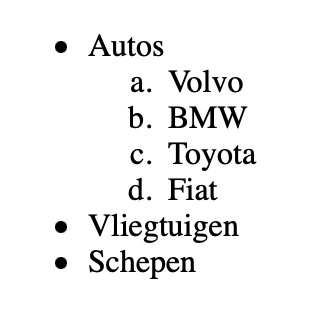 • Autos
a. Volvo
b. BMW
c. Toyota
d. Fiat
• Vliegtuigen
• Schepen